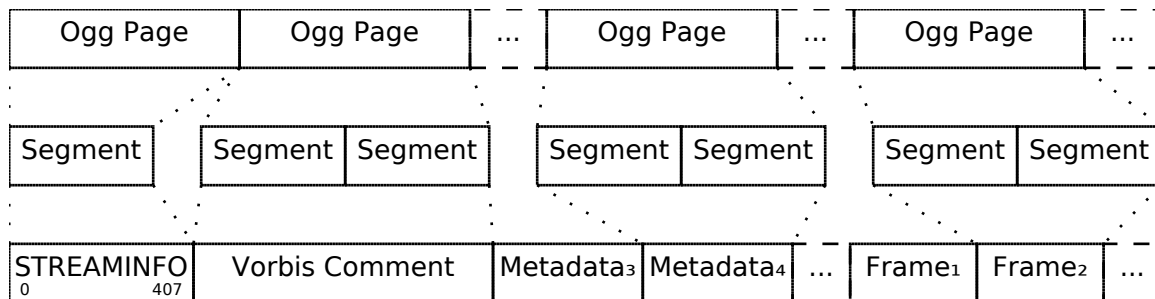 Ogg Page Ogg Page ... Ogg Page ... Ogg Page ...
Segment Segment Segment Segment Segment Segment Segment
STREAMINFO Vorbis Comment Metadata₃ Metadata₄ ... Frame₁ Frame₂ ...
0 407